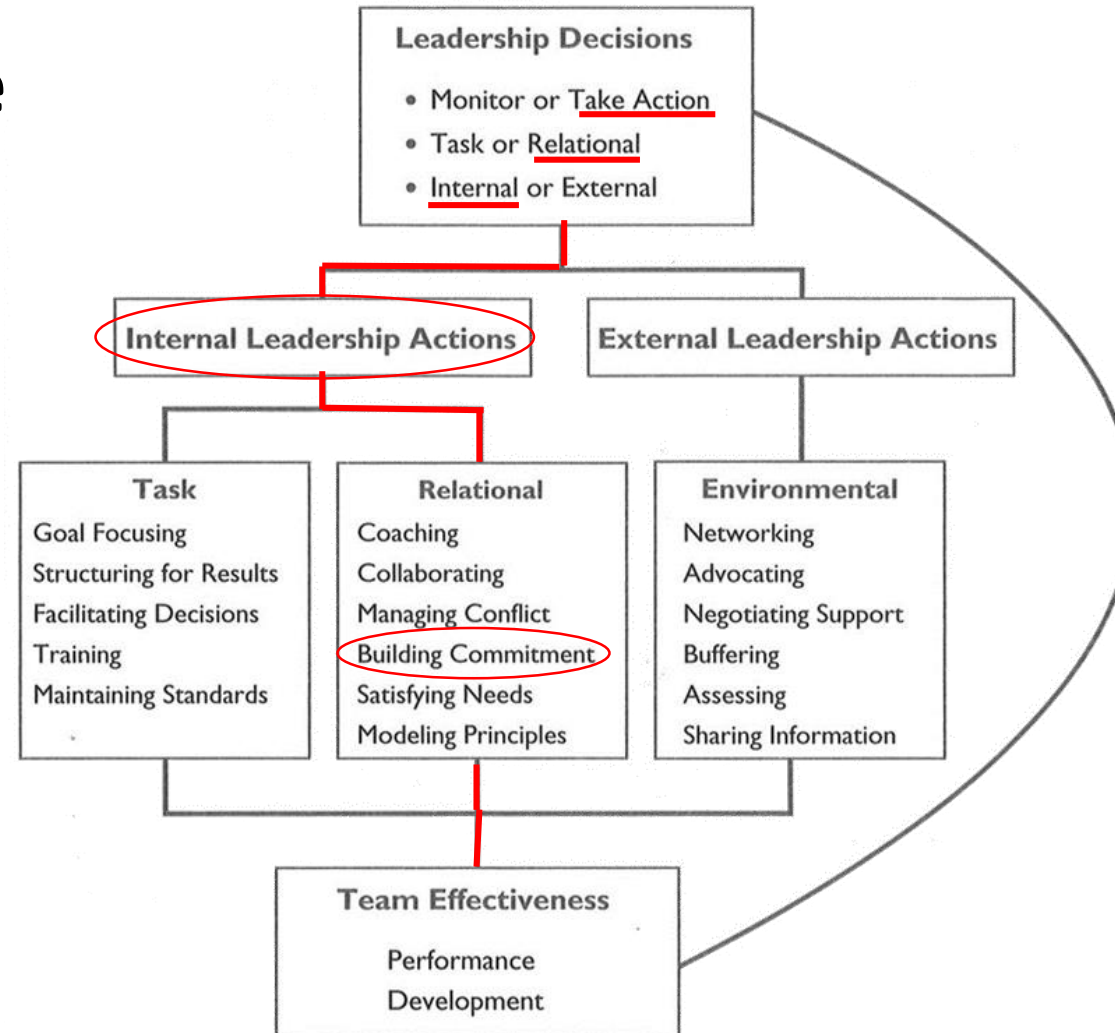 e
Leadership Decisions
• Monitor or Take Action
• Task or Relational
• Internal or External
Internal Leadership Actions
External Leadership Actions
Task
Goal Focusing
Structuring for Results
Facilitating Decisions
Training
Maintaining Standards
Relational
Coaching
Collaborating
Managing Conflict
Building Commitment
Satisfying Needs
Modeling Principles
Environmental
Networking
Advocating
Negotiating Support
Buffering
Assessing
Sharing Information
Team Effectiveness
Performance
Development